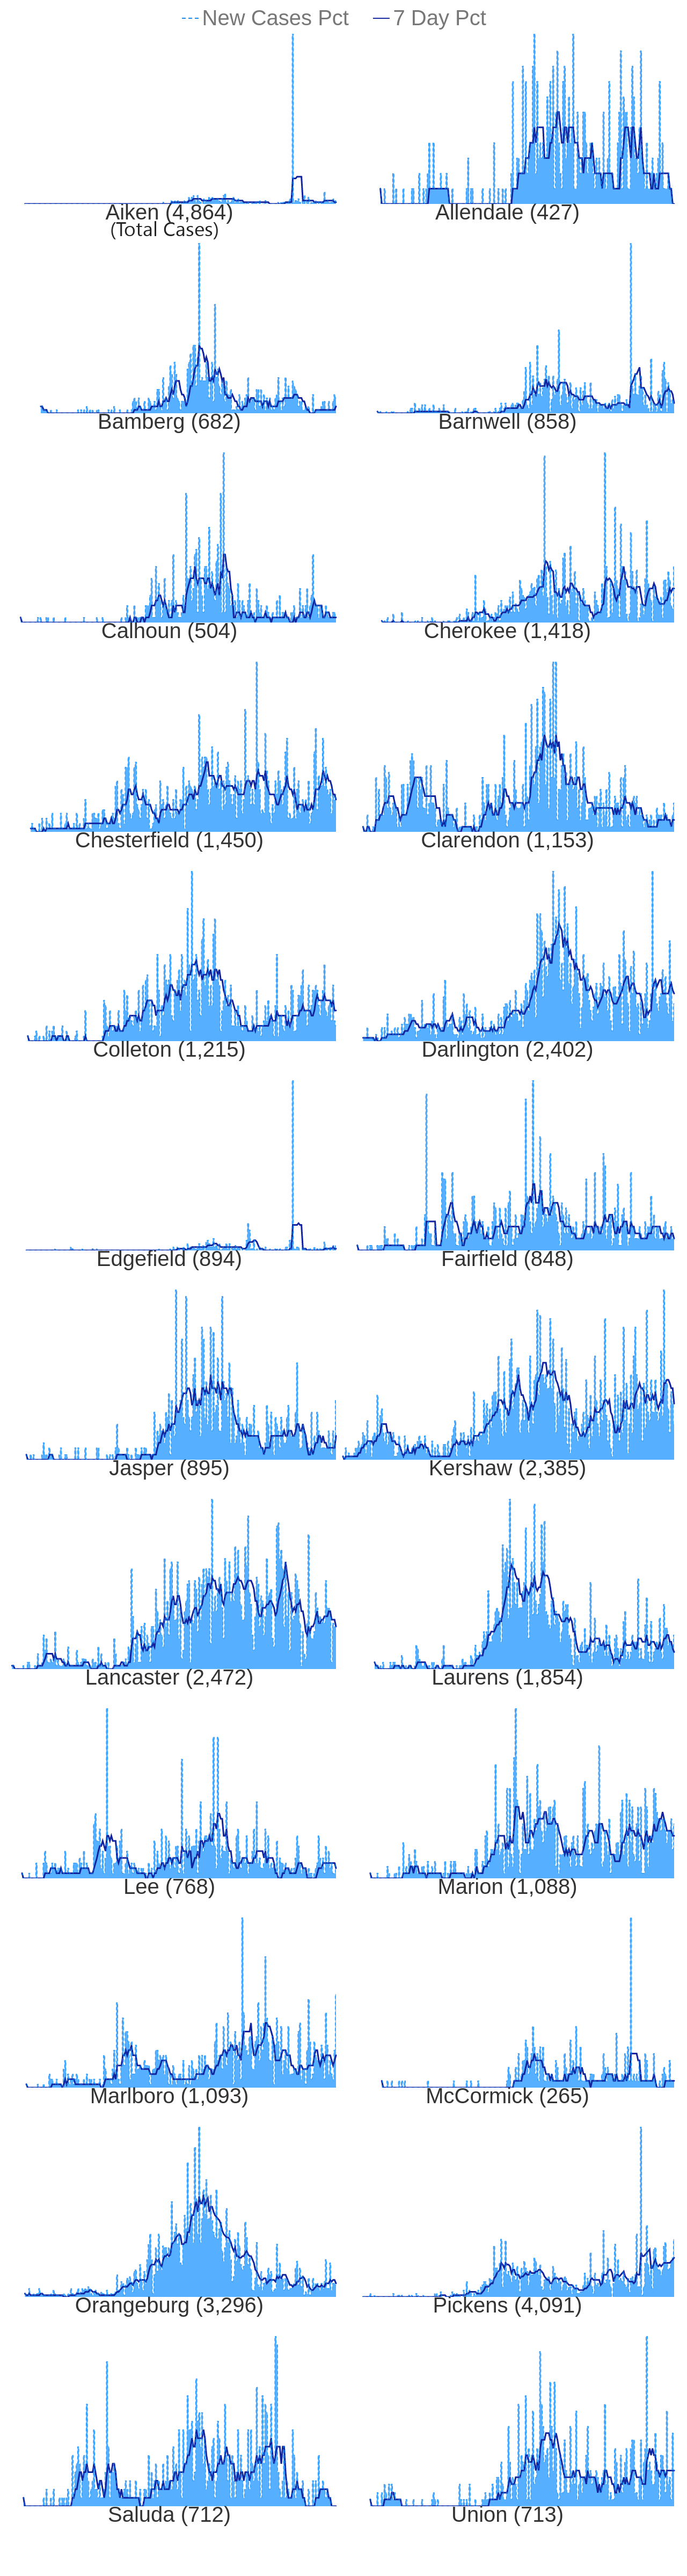 New Cases Pct 7 Day Pct
Aiken (4,864) Allendale (427)
(Total Cases)
Bamberg (682) Barnwell (858)
Calhoun (504) Cherokee (1,418)
Chesterfield (1,450) Clarendon (1,153)
Colleton (1,215) Darlington (2,402)
Edgefield (894) Fairfield (848)
Jasper (895) Kershaw (2,385)
Lancaster (2,472) Laurens (1,854)
Lee (768) Marion (1,088)
Marlboro (1,093) McCormick (265)
Orangeburg (3,296) Pickens (4,091)
Saluda (712) Union (713)